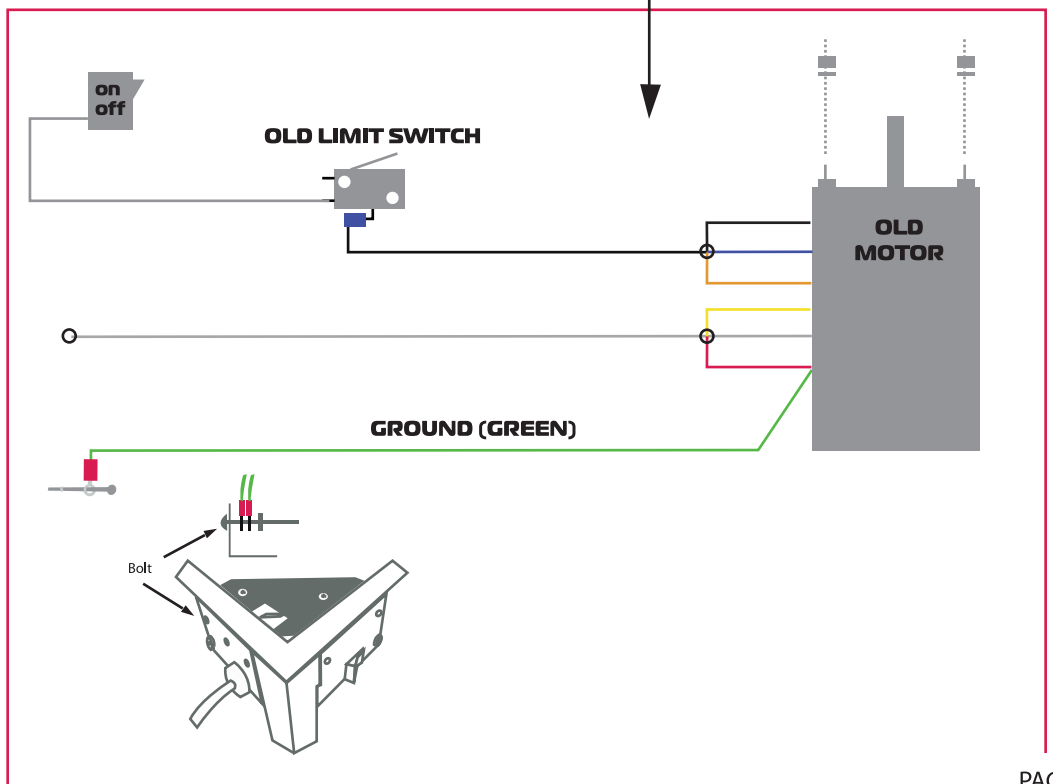 on
off
OLD LIMIT SWITCH
OLD
MOTOR
GROUND (GREEN)
Bolt